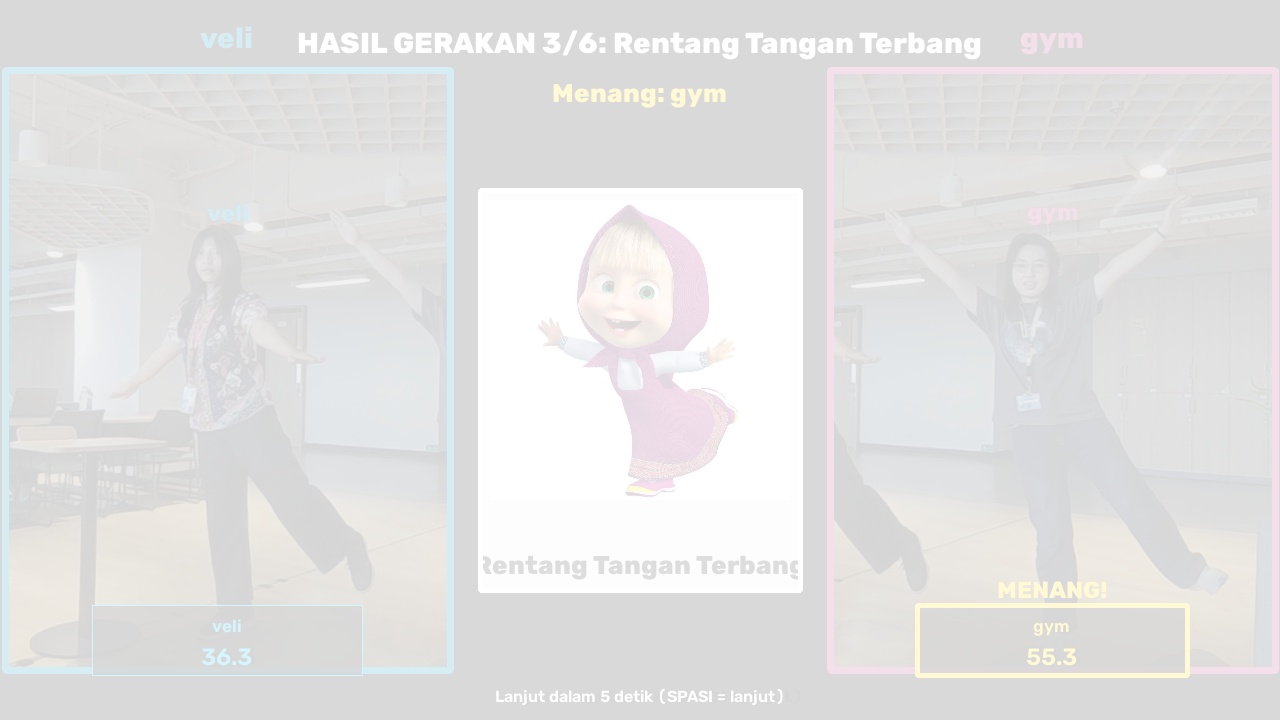 veli
HASIL GERAKAN 3/6: Rentang Tangan Terbang
gym
Menang: gym
veli
gym
Rentang Tangan Terbang
MENANG!
veli
36.3
gym
55.3
Lanjut dalam 5 detik (SPASI = lanjut)